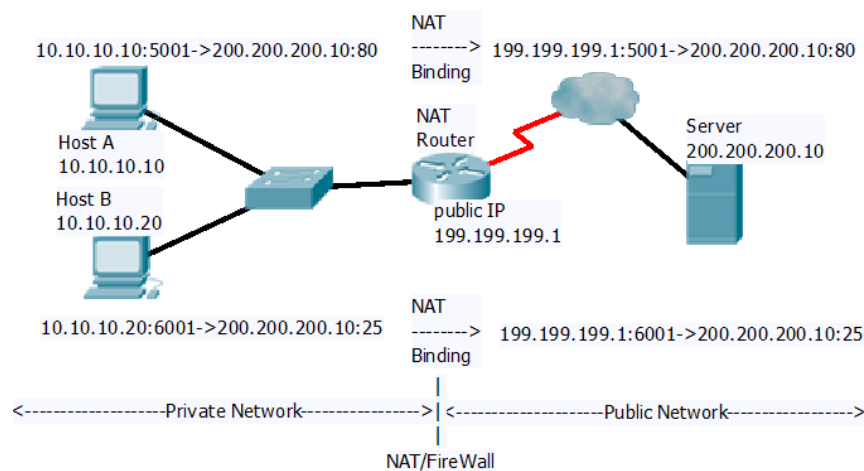 NAT
10.10.10.10:5001->200.200.200.10:80
-------->
199.199.199.1:5001->200.200.200.10:80
Binding
NAT
Router
Host A
10.10.10.10
Server
200.200.200.10
Host B
10.10.10.20
public IP
199.199.199.1
NAT
10.10.10.20:6001->200.200.200.10:25
-------->
199.199.199.1:6001->200.200.200.10:25
Binding
<-----------------Private Network-------------->
<-----------------Public Network--------------->
NAT/FireWall